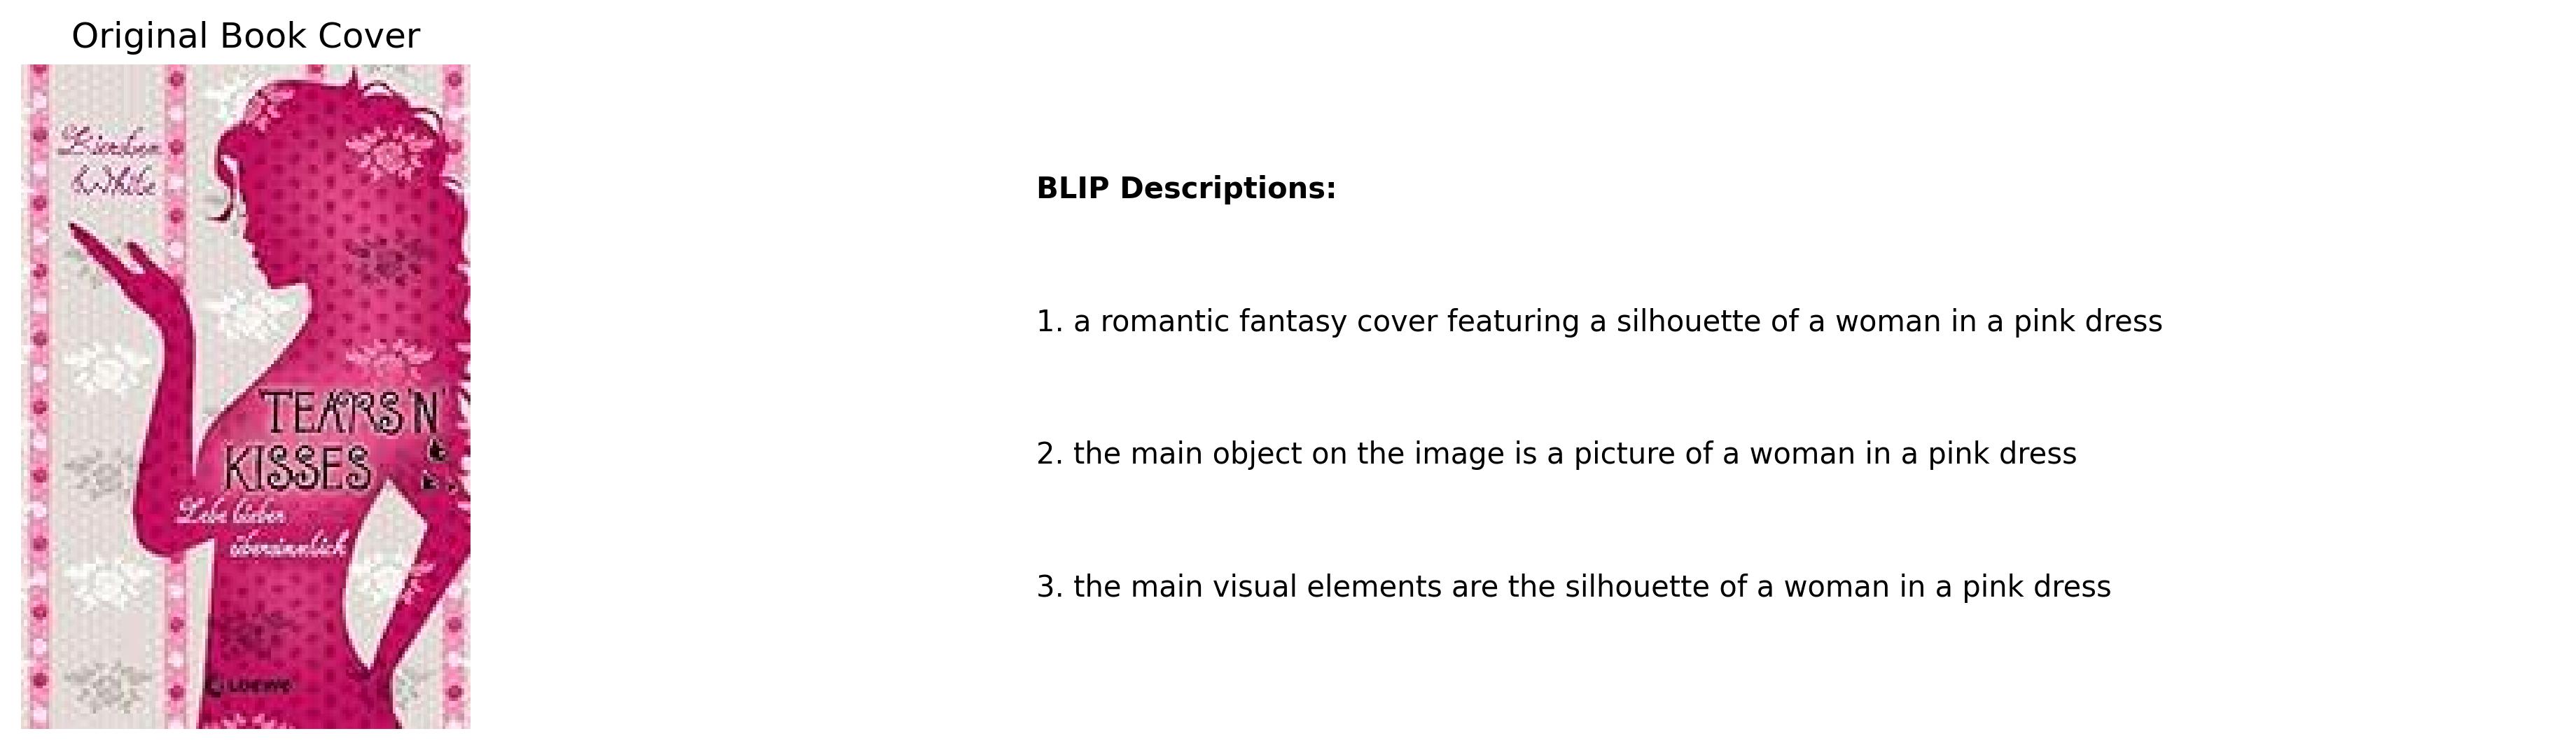 Original Book Cover
Kiersten
White
TEARS 'N'
KISSES
Lebe lieber
übersinnlich
LOEWE
BLIP Descriptions:
1. a romantic fantasy cover featuring a silhouette of a woman in a pink dress
2. the main object on the image is a picture of a woman in a pink dress
3. the main visual elements are the silhouette of a woman in a pink dress